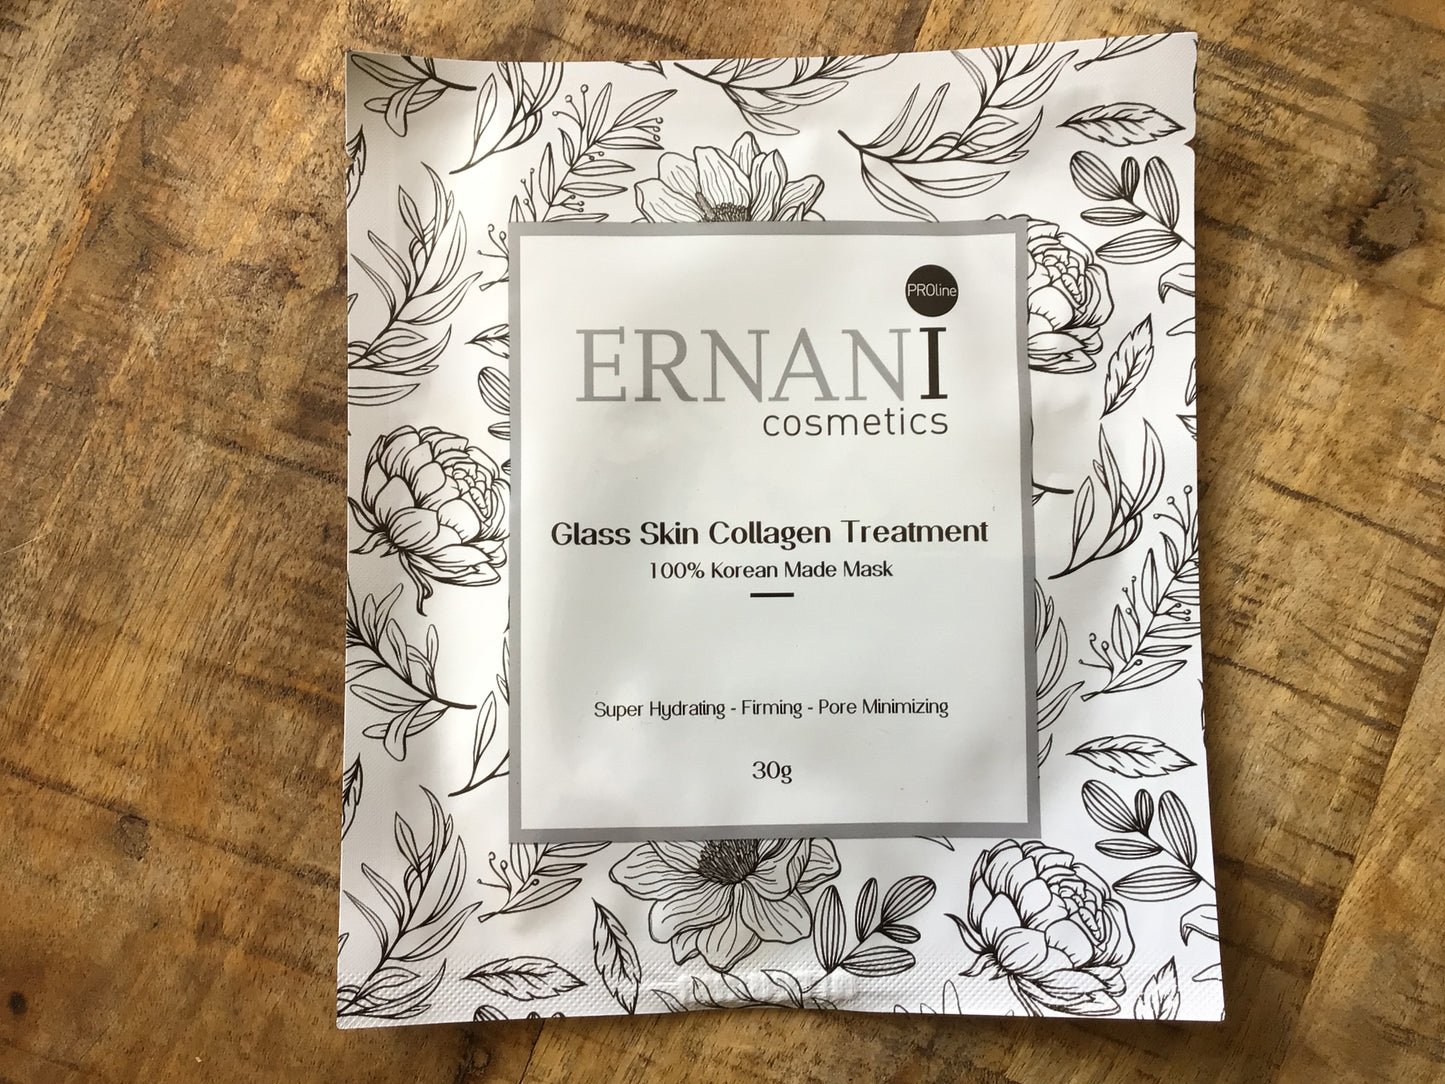 PROline
ERNANI
cosmetics
Glass Skin Collagen Treatment
100% Korean Made Mask
Super Hydrating - Firming - Pore Minimizing
30g